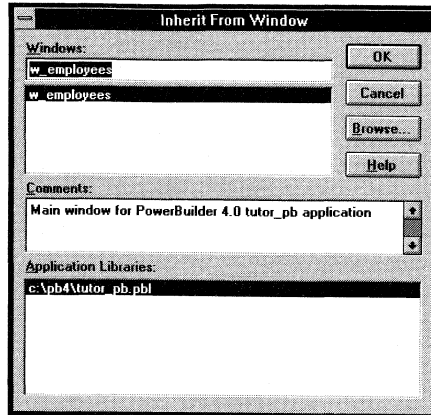 Inherit From Window
Windows:
w_employees
w_employees
OK
Cancel
Browse...
Help
Comments:
Main window for PowerBuilder 4.0 tutor_pb application
Application Libraries:
c:\pb4\tutor_pb.pbl